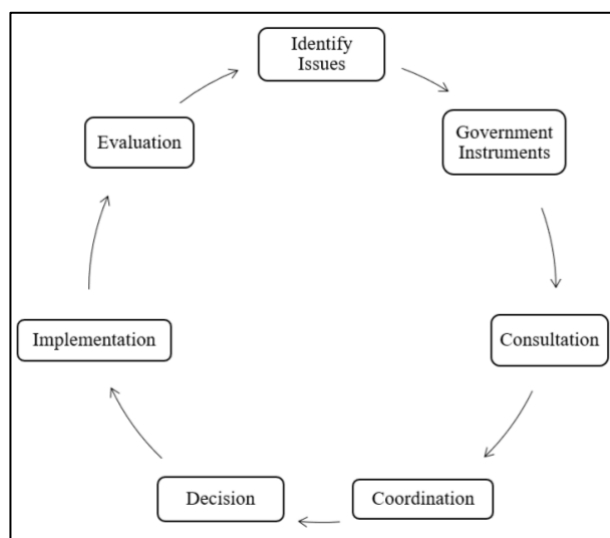 Identify
Issues
Government
Instruments
Consultation
Coordination
Decision
Implementation
Evaluation